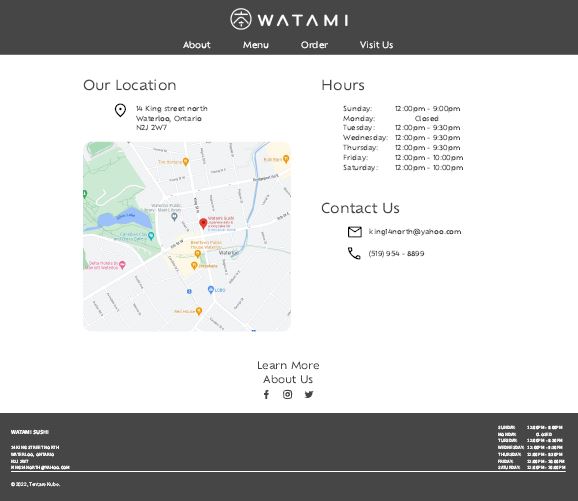 WATAMI
About Menu Order Visit Us
Our Location
14 King street north
Waterloo, Ontario
N2J 2W7
Hours
Sunday: 12:00pm - 9:00pm
Monday: Closed
Tuesday: 12:00pm - 9:30pm
Wednesday: 12:00pm - 9:30pm
Thursday: 12:00pm - 9:30pm
Friday: 12:00pm - 10:00pm
Saturday: 12:00pm - 10:00pm
Watami Sushi
Waterloo
Contact Us
king14north@yahoo.com
(519) 954 - 8899
Learn More
About Us
WATAMI SUSHI
14 KING STREET NORTH
WATERLOO, ONTARIO
N2J 2W7
KING14NORTH@YAHOO.COM
SUNDAY: 12:00PM - 9:00PM
MONDAY: CLOSED
TUESDAY: 12:00PM - 9:30PM
WEDNESDAY: 12:00PM - 9:30PM
THURSDAY: 12:00PM - 9:30PM
FRIDAY: 12:00PM - 10:00PM
SATURDAY: 12:00PM - 10:00PM
©2022, Tentaro Kubo.